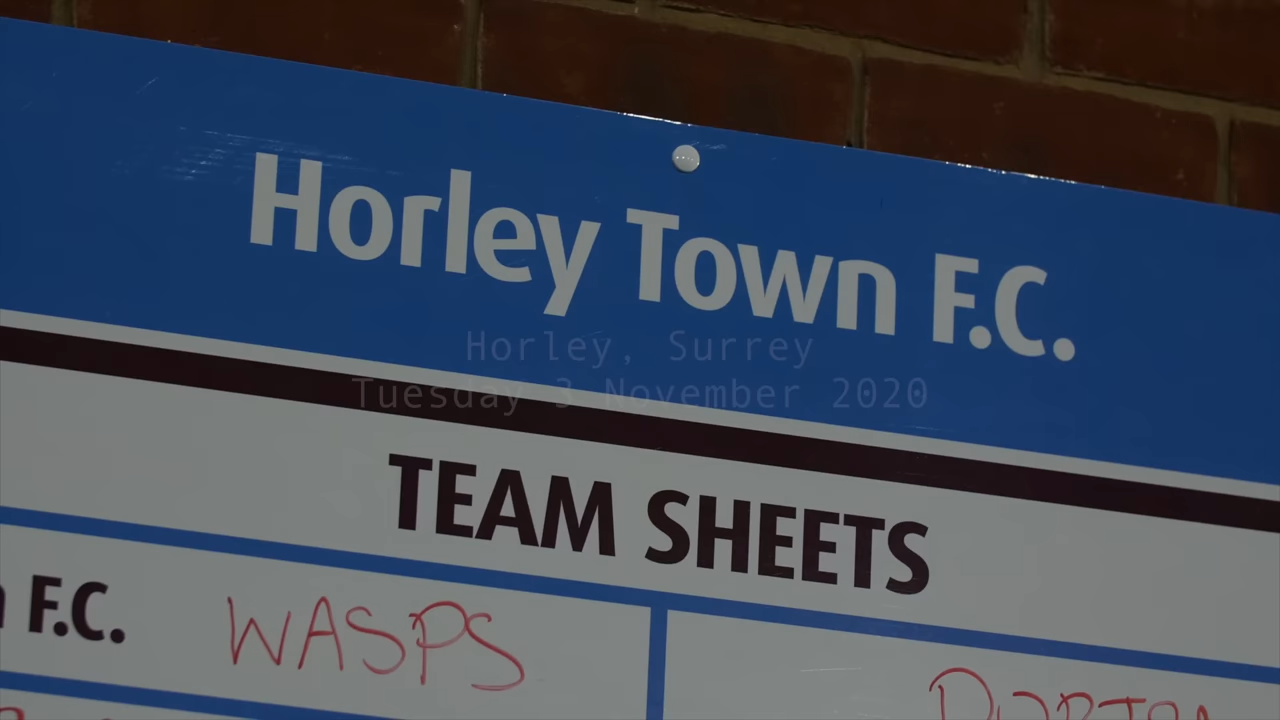 Horley Town F.C.
Horley, Surrey
Tuesday 3 November 2020
TEAM SHEETS
F.C. WASPS